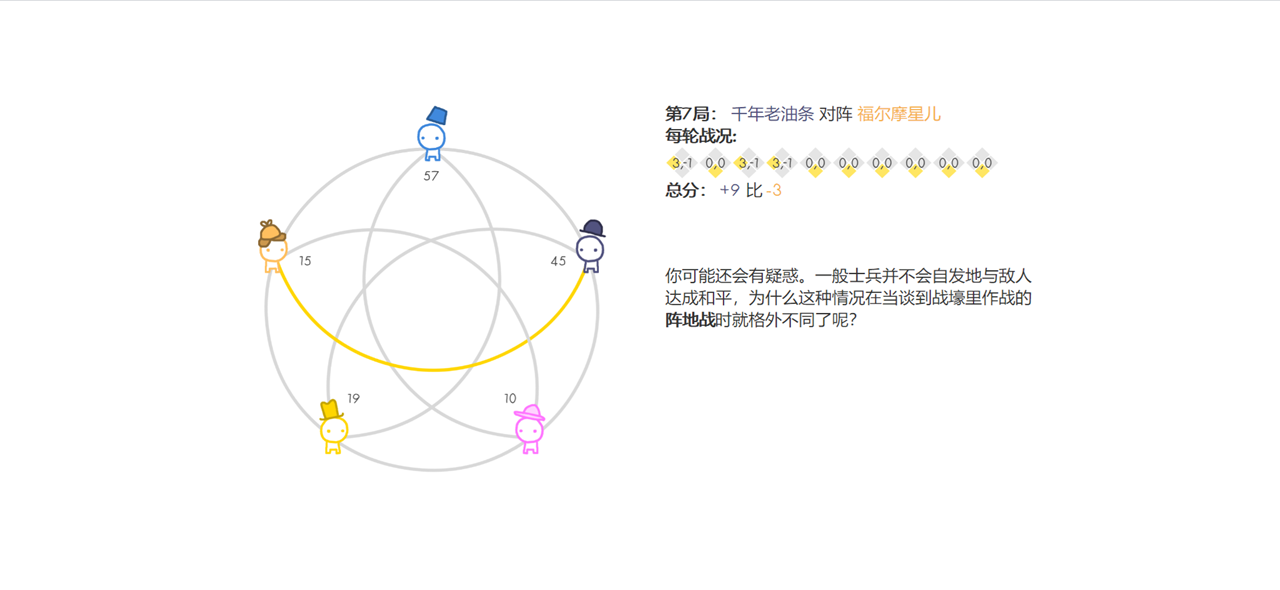 57
15
45
19
10
第7局： 千年老油条 对阵 福尔摩星儿
每轮战况:
3,-1 0,0 3,-1 3,-1 0,0 0,0 0,0 0,0 0,0 0,0
总分： +9 比 -3
你可能还会有疑惑。一般士兵并不会自发地与敌人
达成和平，为什么这种情况在当谈到战壕里作战的
阵地战时就格外不同了呢？